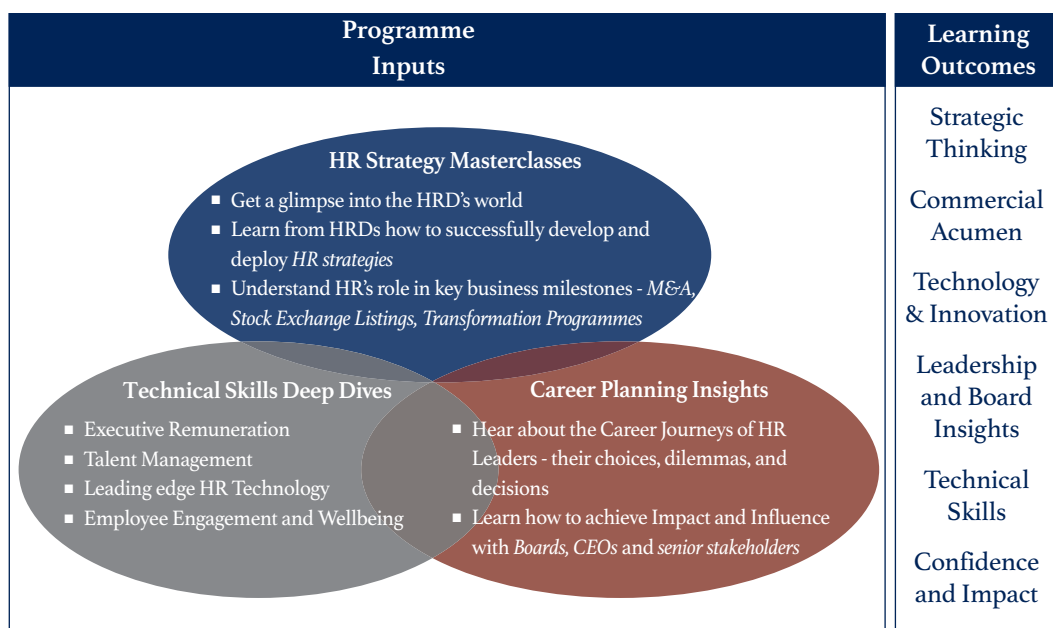 Programme
Inputs
HR Strategy Masterclasses
■ Get a glimpse into the HRD's world
■ Learn from HRDs how to successfully develop and
deploy HR strategies
■ Understand HR's role in key business milestones - M&A,
Stock Exchange Listings, Transformation Programmes
Technical Skills Deep Dives
■ Executive Remuneration
■ Talent Management
■ Leading edge HR Technology
■ Employee Engagement and Wellbeing
Career Planning Insights
■ Hear about the Career Journeys of HR
Leaders - their choices, dilemmas, and
decisions
■ Learn how to achieve Impact and Influence
with Boards, CEOs and senior stakeholders
Learning
Outcomes
Strategic
Thinking
Commercial
Acumen
Technology
& Innovation
Leadership
and Board
Insights
Technical
Skills
Confidence
and Impact